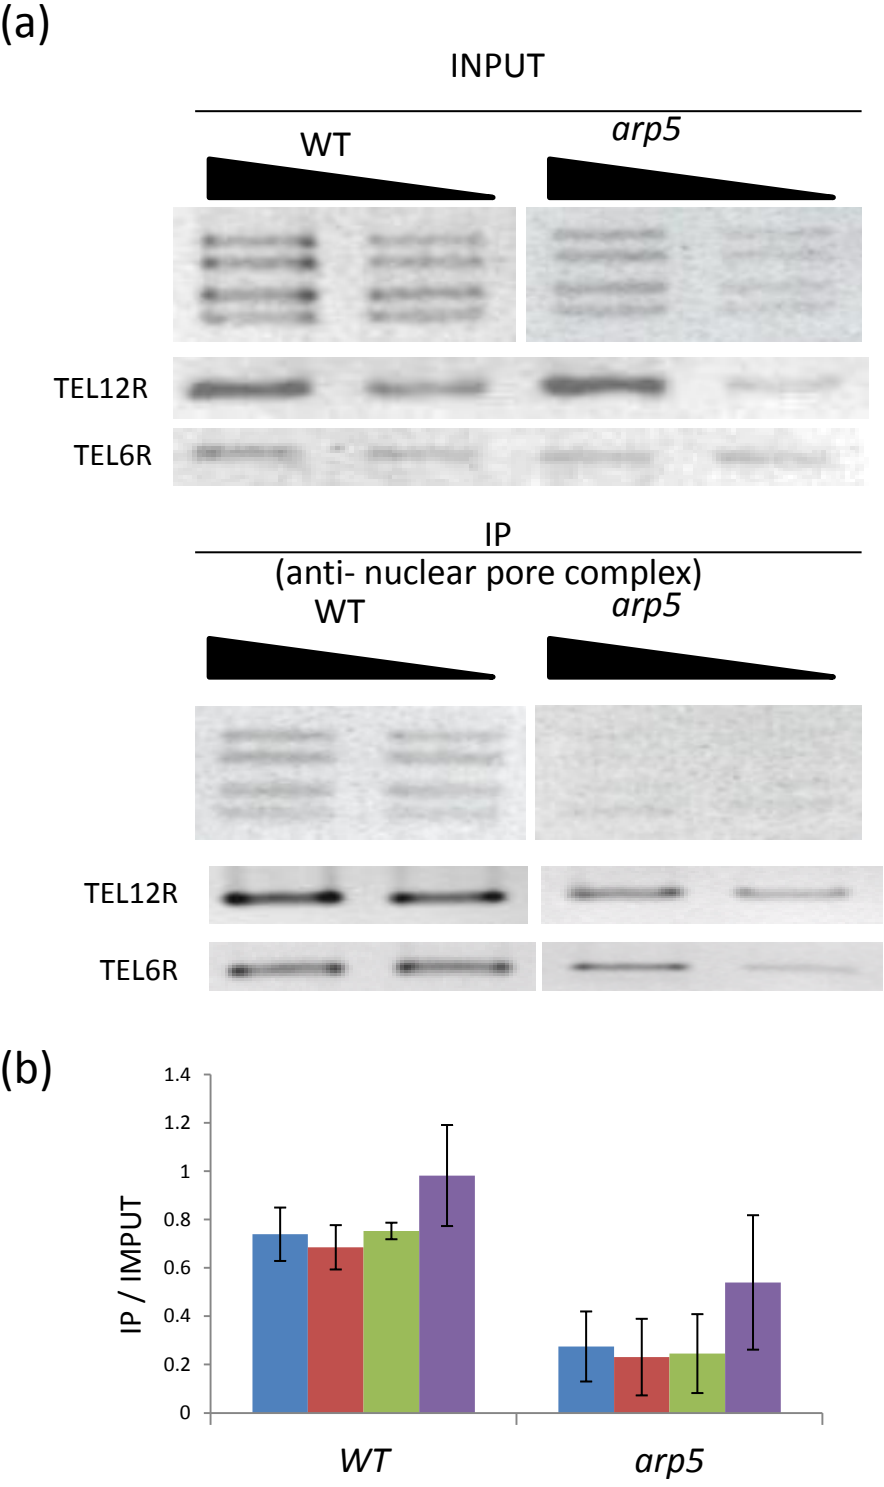 (a)
INPUT
WT
arp5
TEL12R
TEL6R
IP
(anti- nuclear pore complex)
WT
arp5
TEL12R
TEL6R
(b)
1.4
1.2
1
0.8
0.6
0.4
0.2
0
IP / IMPUT
WT
arp5